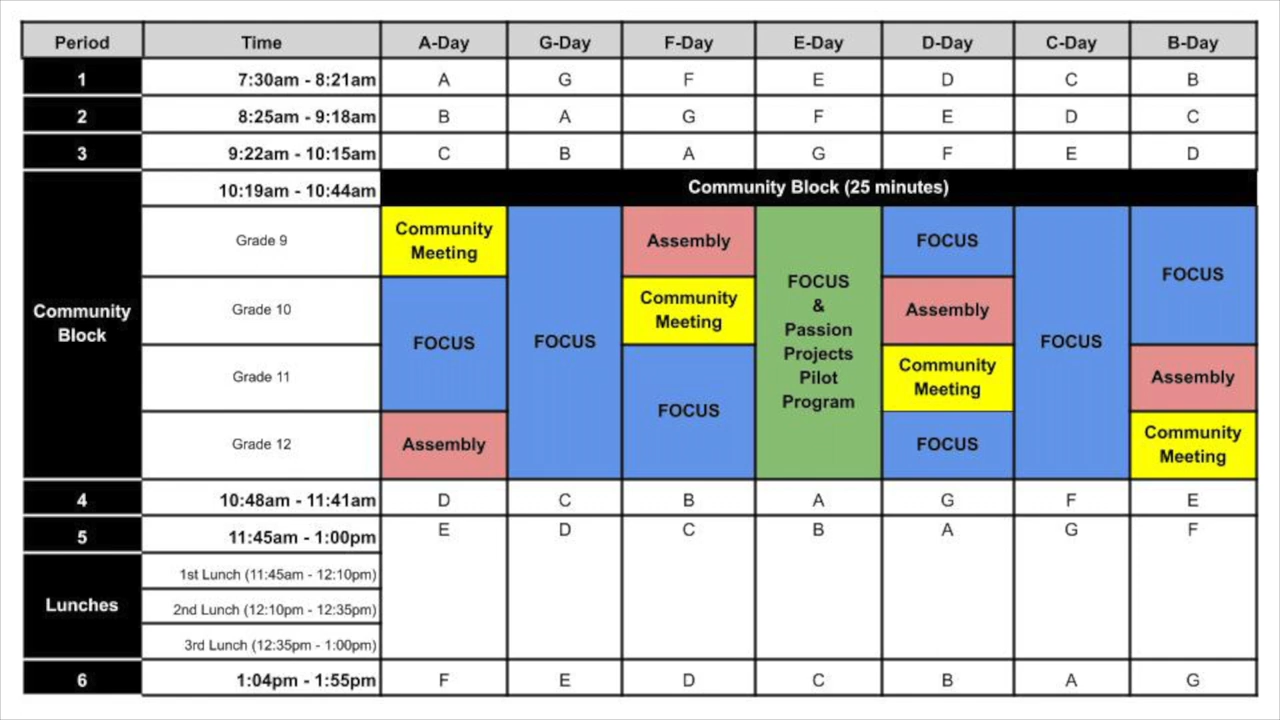 Period Time A-Day G-Day F-Day E-Day D-Day C-Day B-Day
1 7:30am - 8:21am A G F E D C B
2 8:25am - 9:18am B A G F E D C
3 9:22am - 10:15am C B A G F E D
10:19am - 10:44am Community Block (25 minutes)
Community
Block
Grade 9
Grade 10
Grade 11
Grade 12
Community
Meeting
FOCUS
Assembly
FOCUS
Assembly
Community
Meeting
FOCUS
FOCUS
&
Passion
Projects
Pilot
Program
FOCUS
Assembly
Community
Meeting
FOCUS
FOCUS
FOCUS
Assembly
Community
Meeting
4 10:48am - 11:41am D C B A G F E
5 11:45am - 1:00pm E D C B A G F
Lunches
1st Lunch (11:45am - 12:10pm)
2nd Lunch (12:10pm - 12:35pm)
3rd Lunch (12:35pm - 1:00pm)
6 1:04pm - 1:55pm F E D C B A G